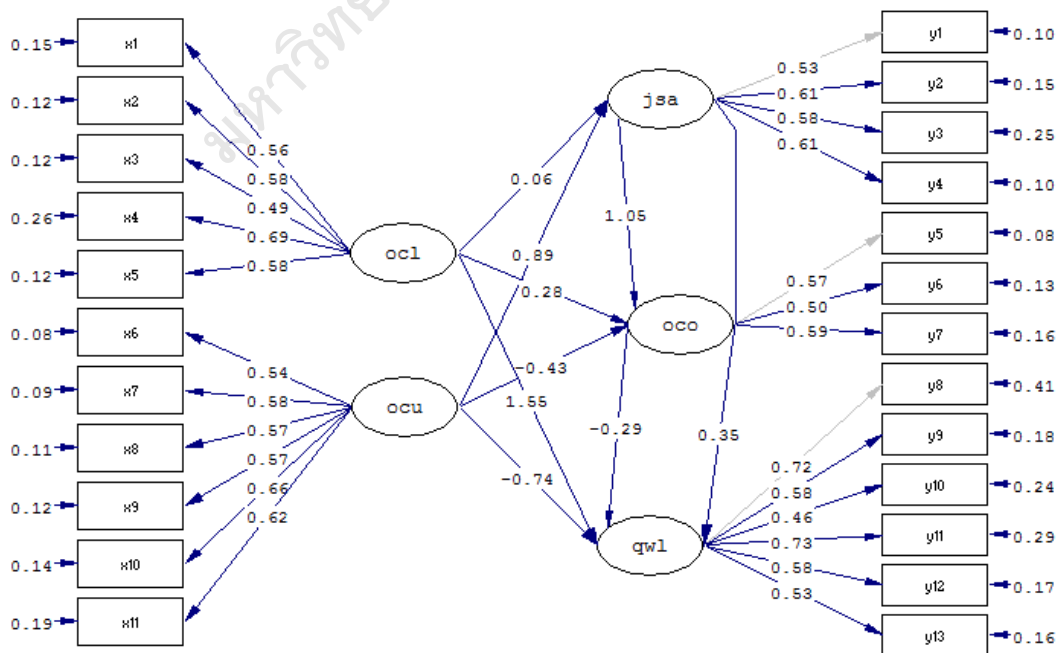 มหาวิทย
0.15 x1
0.12 x2
0.12 x3
0.26 x4
0.12 x5
0.08 x6
0.09 x7
0.11 x8
0.12 x9
0.14 x10
0.19 x11
0.56
0.58
0.49
0.69
0.58
0.54
0.58
0.57
0.57
0.66
0.62
ocl
ocu
0.06
0.89
0.28
-0.43
1.55
-0.74
1.05
-0.29
0.35
jsa
oco
qwl
0.53
0.61
0.58
0.61
0.57
0.50
0.59
0.72
0.58
0.46
0.73
0.58
0.53
y1 0.10
y2 0.15
y3 0.25
y4 0.10
y5 0.08
y6 0.13
y7 0.16
y8 0.41
y9 0.18
y10 0.24
y11 0.29
y12 0.17
y13 0.16